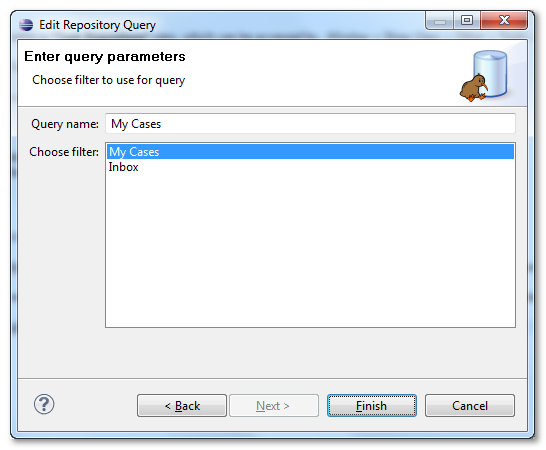 Edit Repository Query
Enter query parameters
Choose filter to use for query
Query name: My Cases
Choose filter: My Cases
Inbox
? < Back Next > Finish Cancel